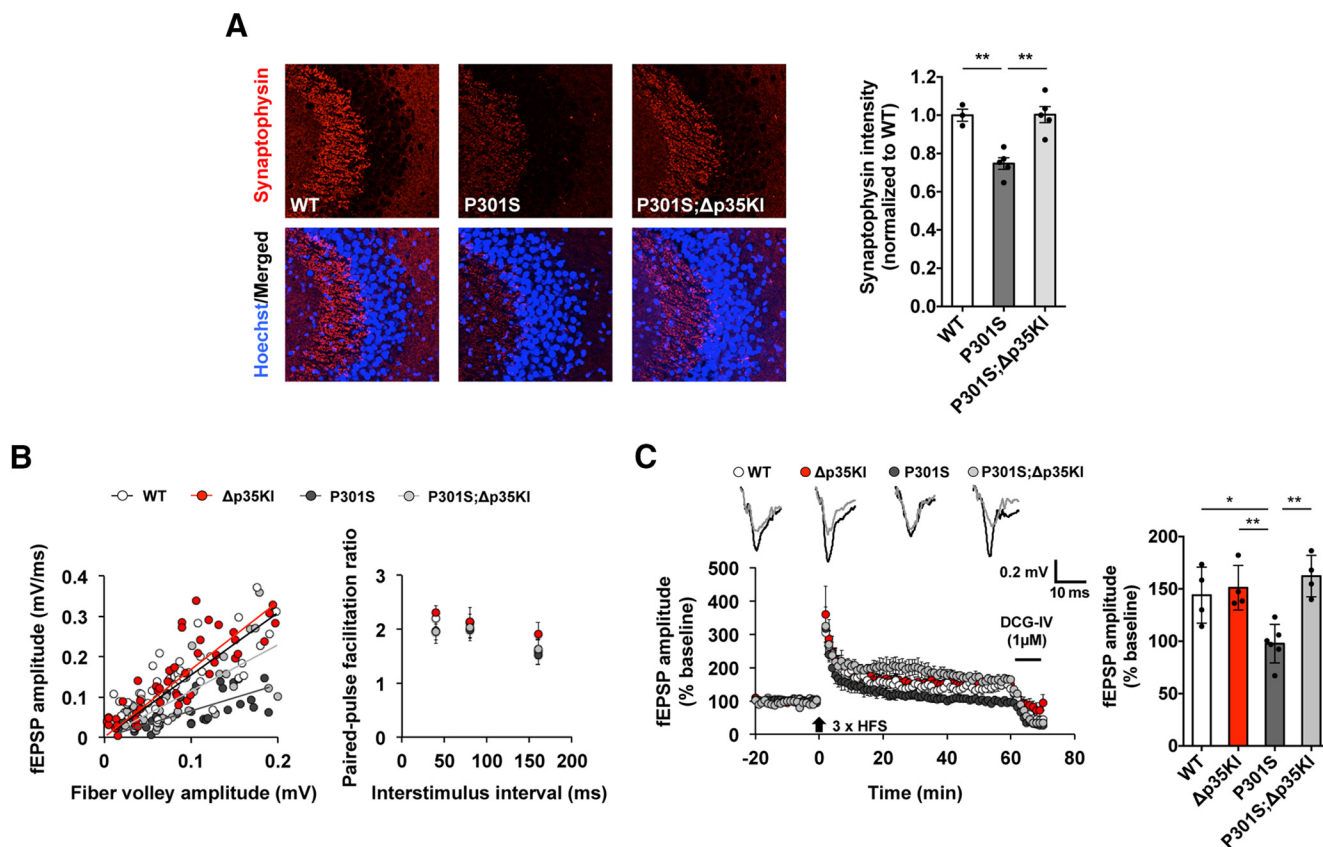 A
Synaptophysin
WT
P301S
P301S;Δp35KI
Hoechst/Merged
Synaptophysin intensity
(normalized to WT)
** **
1.2
1.0
0.8
0.6
0.4
0.2
0.0
WT
P301S
P301S;Δp35KI
B
WT Δp35KI P301S P301S;Δp35KI
fEPSP amplitude (mV/ms)
0.4
0.3
0.2
0.1
0
0 0.1 0.2
Fiber volley amplitude (mV)
Paired-pulse facilitation ratio
3
2
1
0
0 50 100 150 200
Interstimulus interval (ms)
C
WT Δp35KI P301S P301S;Δp35KI
0.2 mV
10 ms
fEPSP amplitude
(% baseline)
500
400
300
200
100
0
DCG-IV
(1μM)
3 x HFS
-20 0 20 40 60 80
Time (min)
fEPSP amplitude
(% baseline)
* **
**
200
150
100
50
0
WT
Δp35KI
P301S
P301S;Δp35KI